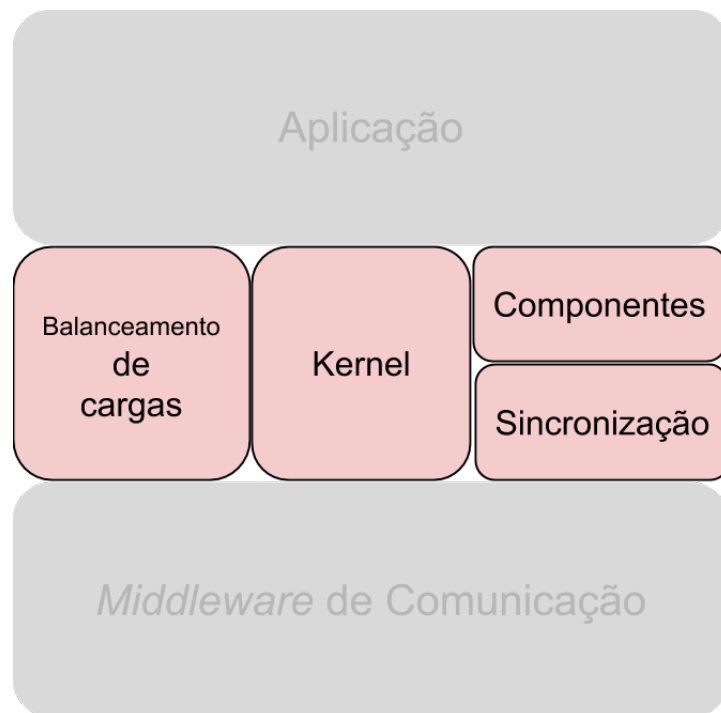 Aplicação
Balanceamento
de
cargas
Kernel
Componentes
Sincronização
Middleware de Comunicação